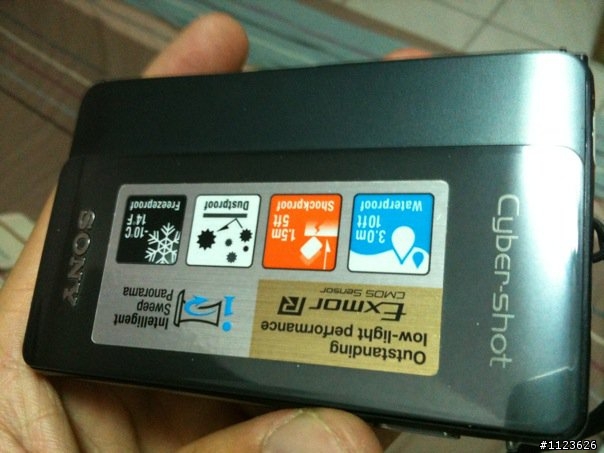 Cyber-shot
SONY
Outstanding
low-light performance
Exmor R
CMOS Sensor
Intelligent
Sweep
Panorama
3.0m
10ft
Waterproof
1.5m
5ft
Shockproof
Dustproof
-10°C
14°F
Freezeproof
#1123626